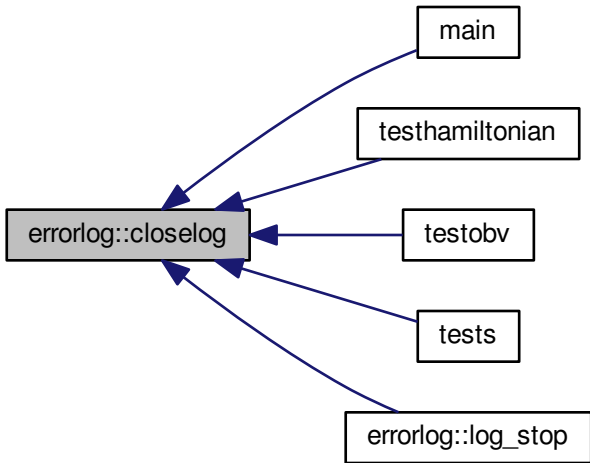 main
testhamiltonian
errorlog::closelog
testobv
tests
errorlog::log_stop